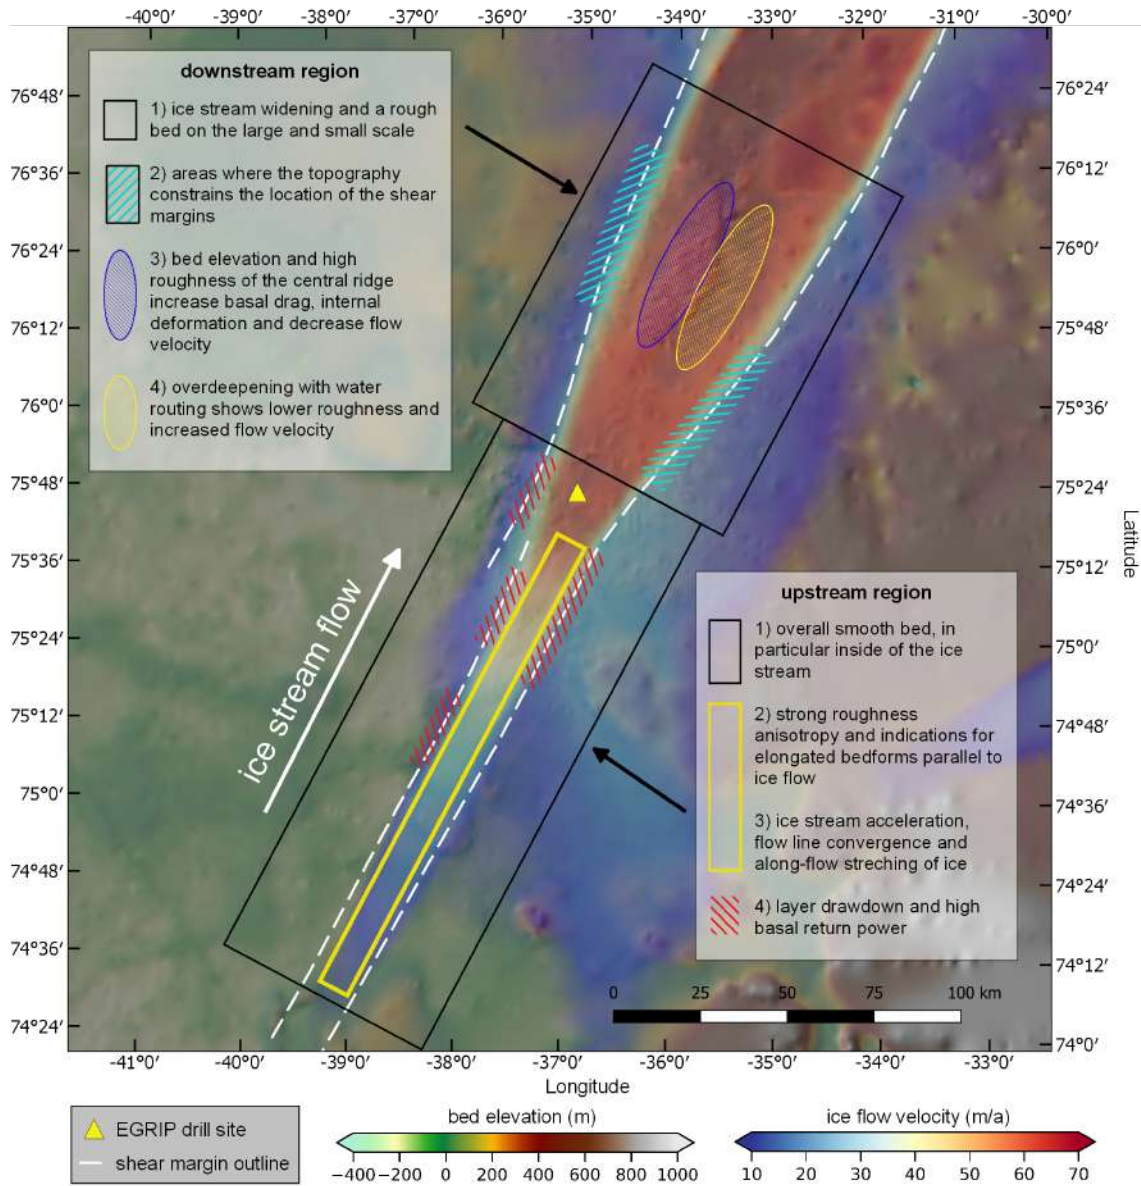 -40°0′ -39°0′ -38°0′ -37°0′ -36°0′ -35°0′ -34°0′ -33°0′ -32°0′ -31°0′ -30°0′
downstream region
1) ice stream widening and a rough
bed on the large and small scale
2) areas where the topography
constrains the location of the shear
margins
3) bed elevation and high
roughness of the central ridge
increase basal drag, internal
deformation and decrease flow
velocity
4) overdeepening with water
routing shows lower roughness and
increased flow velocity
76°48′
76°36′
76°24′
76°12′
76°0′
75°48′
75°36′
75°24′
75°12′
75°0′
74°48′
74°36′
74°24′
ice stream flow
76°24′
76°12′
76°0′
75°48′
75°36′
75°24′
75°12′
75°0′
74°48′
74°36′
74°24′
74°12′
74°0′
Latitude
upstream region
1) overall smooth bed, in
particular inside of the ice
stream
2) strong roughness
anisotropy and indications for
elongated bedforms parallel to
ice flow
3) ice stream acceleration,
flow line convergence and
along-flow streching of ice
4) layer drawdown and high
basal return power
0 25 50 75 100 km
-41°0′ -40°0′ -39°0′ -38°0′ -37°0′ -36°0′ -35°0′ -34°0′ -33°0′
Longitude
EGRIP drill site
shear margin outline
bed elevation (m)
−400 −200 0 200 400 600 800 1000
ice flow velocity (m/a)
10 20 30 40 50 60 70